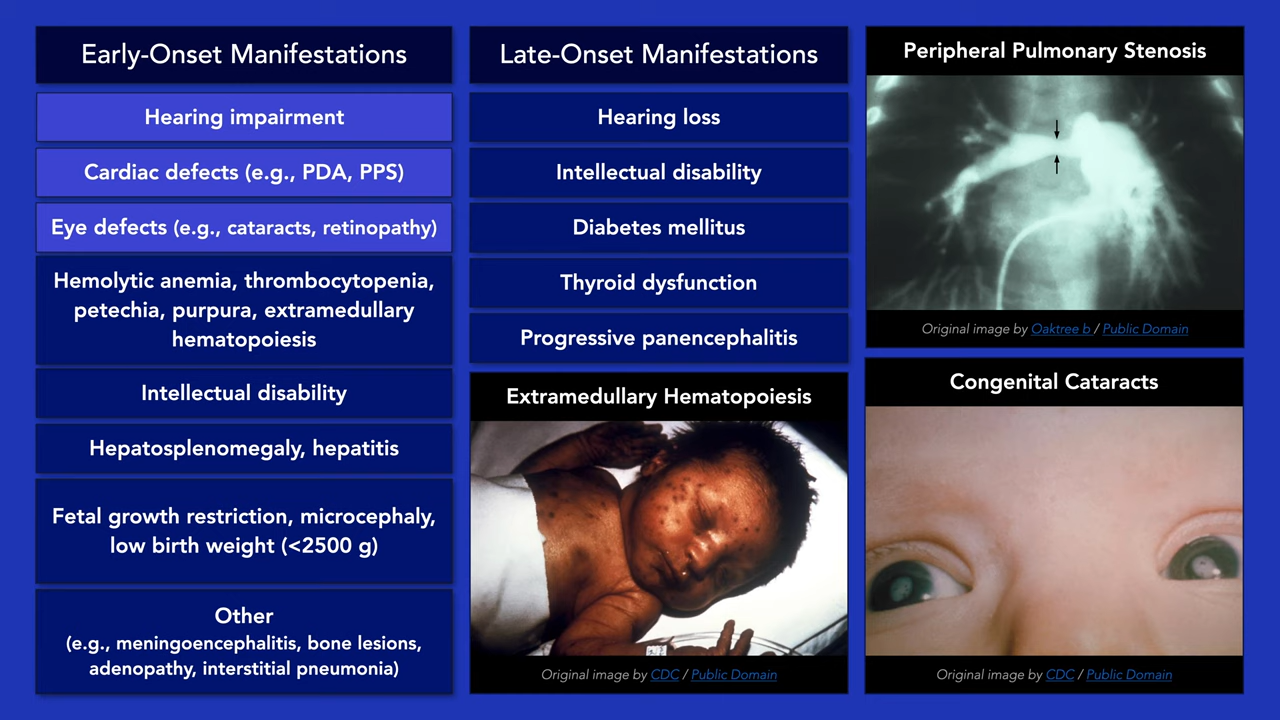 Early-Onset Manifestations
Hearing impairment
Cardiac defects (e.g., PDA, PPS)
Eye defects (e.g., cataracts, retinopathy)
Hemolytic anemia, thrombocytopenia,
petechia, purpura, extramedullary
hematopoiesis
Intellectual disability
Hepatosplenomegaly, hepatitis
Fetal growth restriction, microcephaly,
low birth weight (<2500 g)
Other
(e.g., meningoencephalitis, bone lesions,
adenopathy, interstitial pneumonia)
Late-Onset Manifestations
Hearing loss
Intellectual disability
Diabetes mellitus
Thyroid dysfunction
Progressive panencephalitis
Extramedullary Hematopoiesis
Original image by CDC / Public Domain
Peripheral Pulmonary Stenosis
Original image by Oaktree b / Public Domain
Congenital Cataracts
Original image by CDC / Public Domain